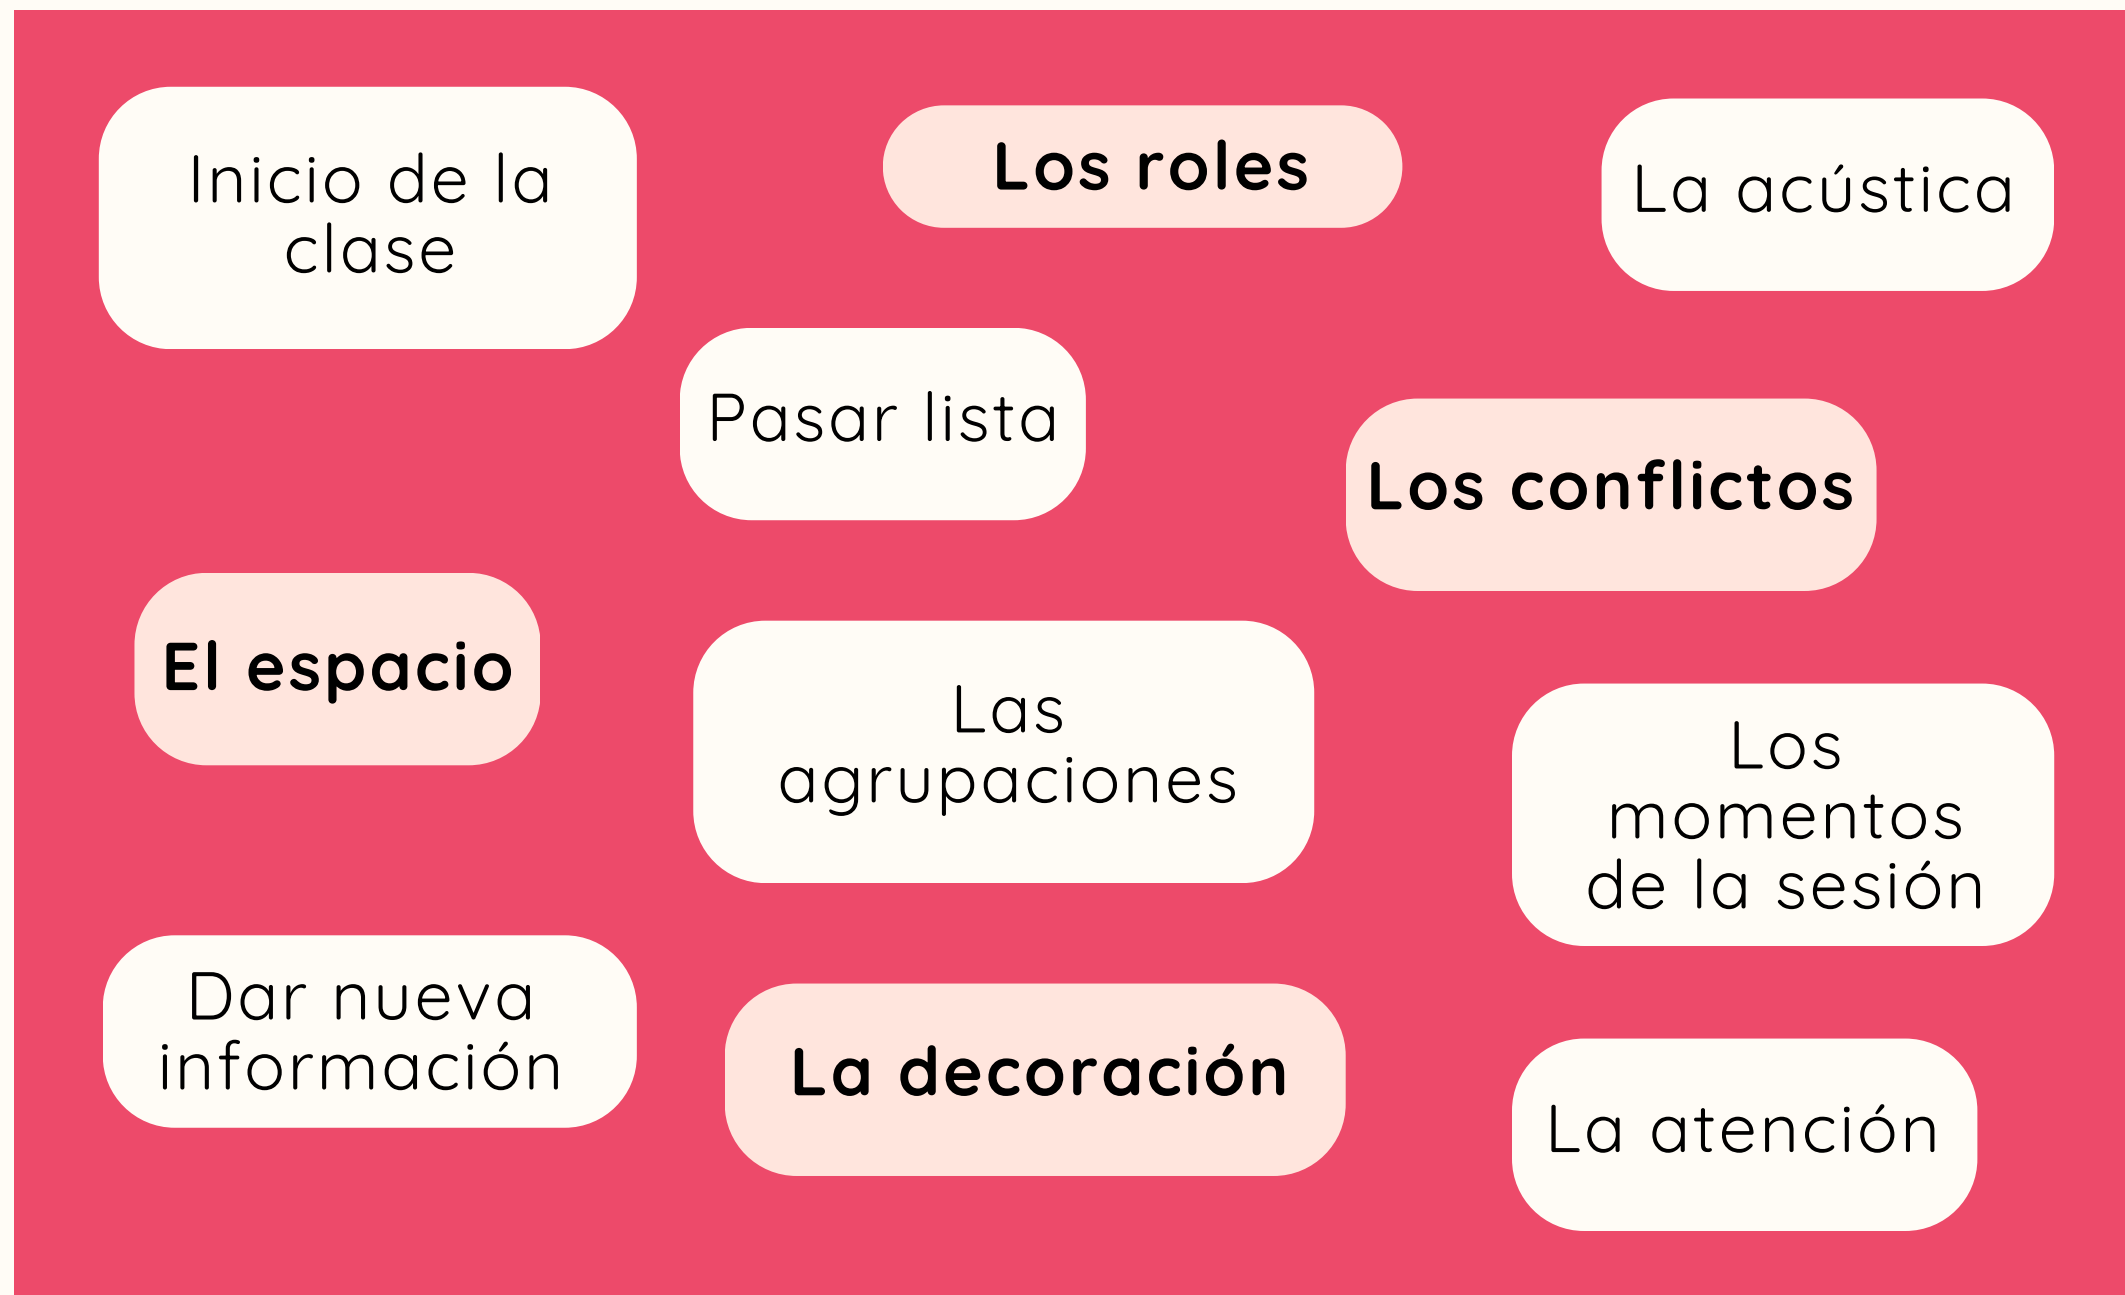 Inicio de la
clase
Los roles
La acústica
Pasar lista
Los conflictos
El espacio
Las
agrupaciones
Los
momentos
de la sesión
Dar nueva
información
La decoración
La atención